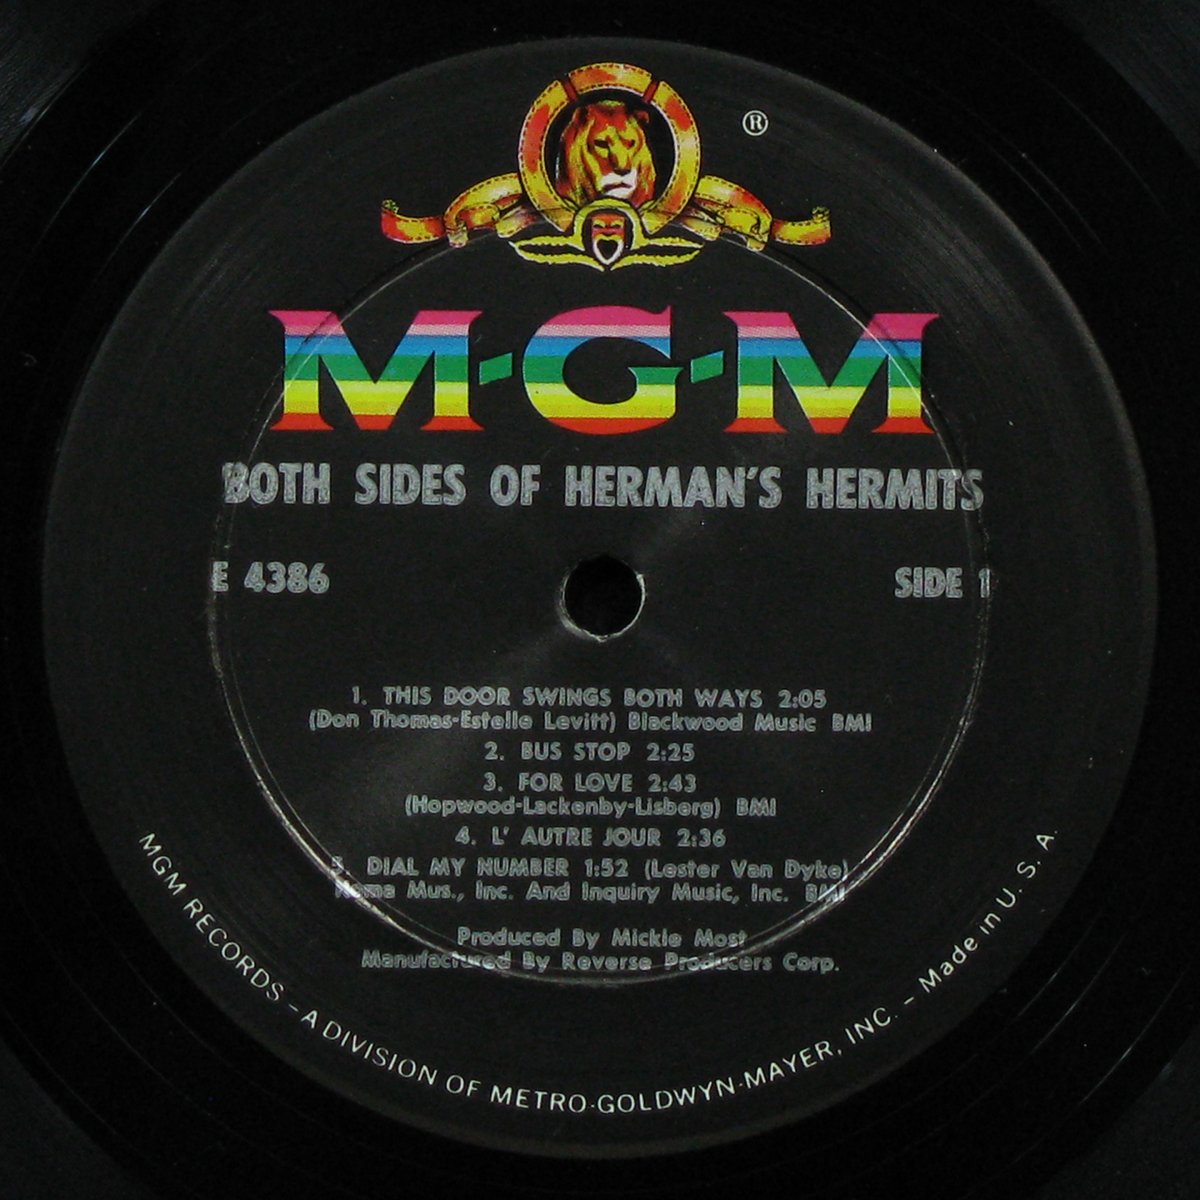 ®
M-G-M
BOTH SIDES OF HERMAN'S HERMITS
E 4386
SIDE 1
1. THIS DOOR SWINGS BOTH WAYS 2:05
(Don Thomas-Estelle Levitt) Blackwood Music BMI
2. BUS STOP 2:25
3. FOR LOVE 2:43
(Hopwood-Leckenby-Lisberg) BMI
4. L' AUTRE JOUR 2:36
5. DIAL MY NUMBER 1:52 (Lester Van Dyke)
Noma Mus., Inc. And Inquiry Music, Inc. BMI
Produced By Mickie Most
Manufactured By Reverse Producers Corp.
MGM RECORDS – A DIVISION OF METRO-GOLDWYN-MAYER, INC. – Made in U. S. A.